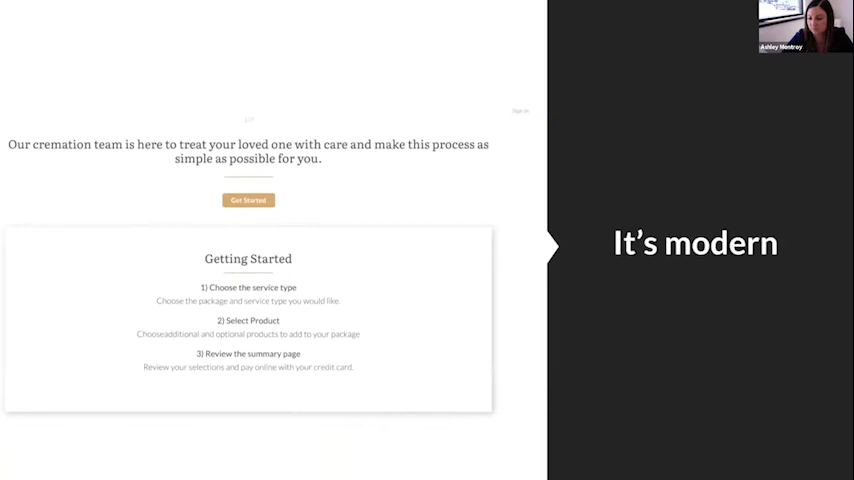 Ashley Montroy
Sign in
Our cremation team is here to treat your loved one with care and make this process as
simple as possible for you.
Get Started
Getting Started
1) Choose the service type
Choose the package and service type you would like.
2) Select Product
Chooseadditional and optional products to add to your package
3) Review the summary page
Review your selections and pay online with your credit card.
It's modern